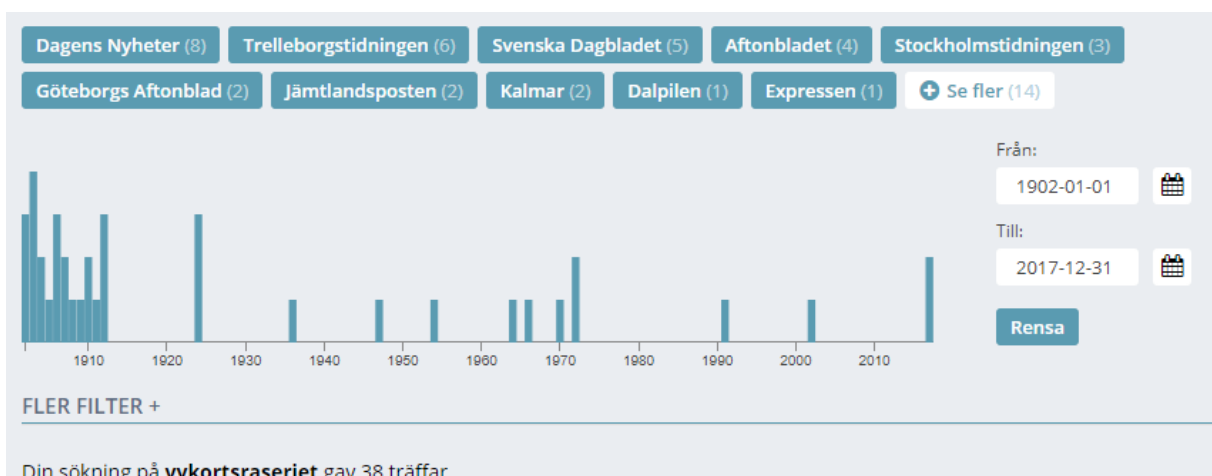 Dagens Nyheter (8) Trelleborgstidningen (6) Svenska Dagbladet (5) Aftonbladet (4) Stockholmstidningen (3)
Göteborgs Aftonblad (2) Jämtlandsposten (2) Kalmar (2) Dalpilen (1) Expressen (1) Se fler (14)
Från:
1902-01-01
Till:
2017-12-31
Rensa
1910 1920 1930 1940 1950 1960 1970 1980 1990 2000 2010
FLER FILTER +
Din sökning på vykortsraseriet gav 38 träffar